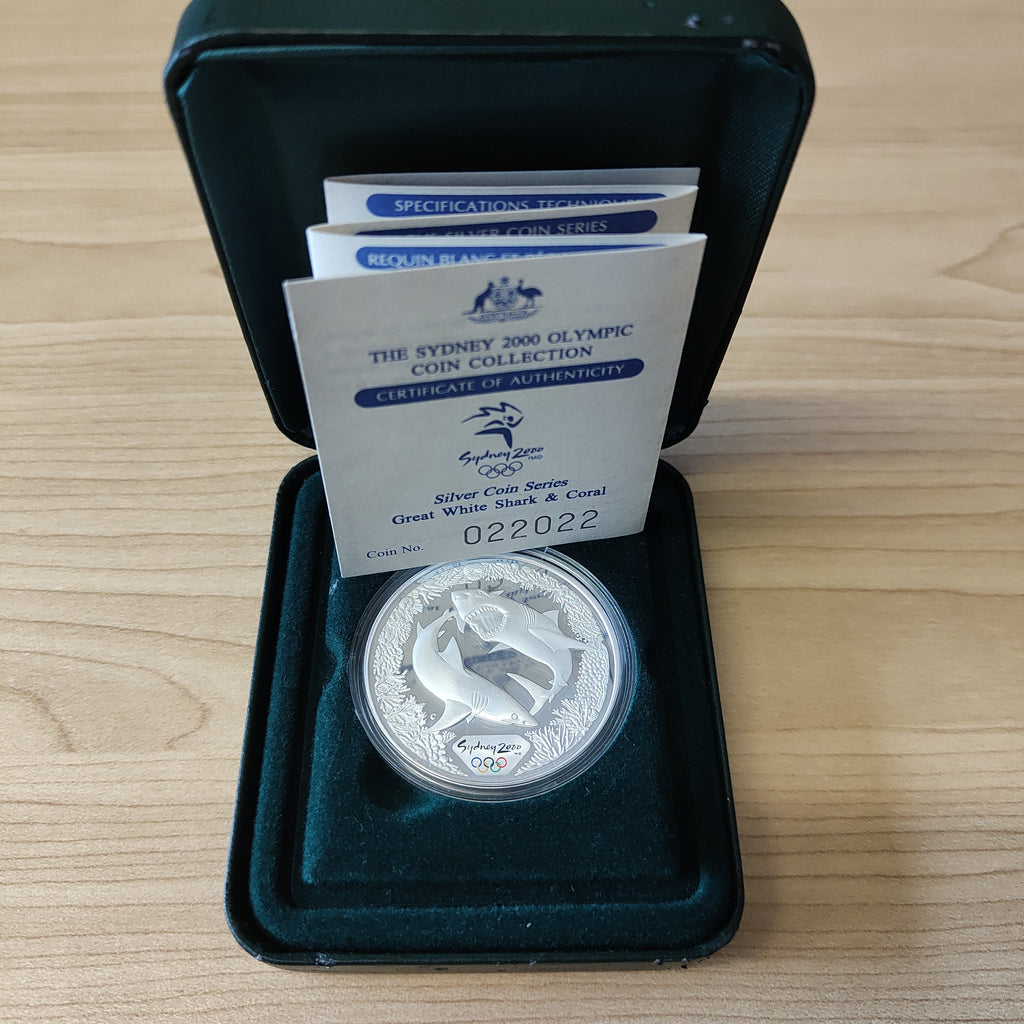 SPECIFICATIONS
SILVER COIN SERIES
REQUIN BLANC ET
THE SYDNEY 2000 OLYMPIC
COIN COLLECTION
CERTIFICATE OF AUTHENTICITY
Sydney 2000
Silver Coin Series
Great White Shark & Coral
Coin No. 022022
Sydney 2000